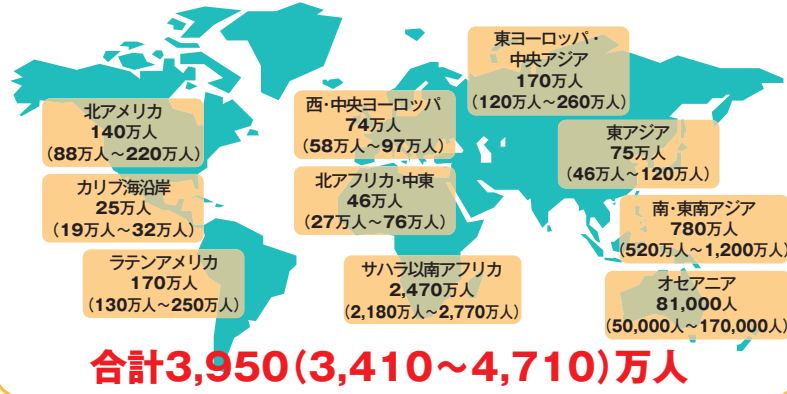 東ヨーロッパ・
中央アジア
170万人
(120万人～260万人)
北アメリカ
140万人
(88万人～220万人)
西・中央ヨーロッパ
74万人
(58万人～97万人)
東アジア
75万人
(46万人～120万人)
カリブ海沿岸
25万人
(19万人～32万人)
北アフリカ・中東
46万人
(27万人～76万人)
南・東南アジア
780万人
(520万人～1,200万人)
ラテンアメリカ
170万人
(130万人～250万人)
サハラ以南アフリカ
2,470万人
(2,180万人～2,770万人)
オセアニア
81,000人
(50,000人～170,000人)
合計3,950(3,410～4,710)万人